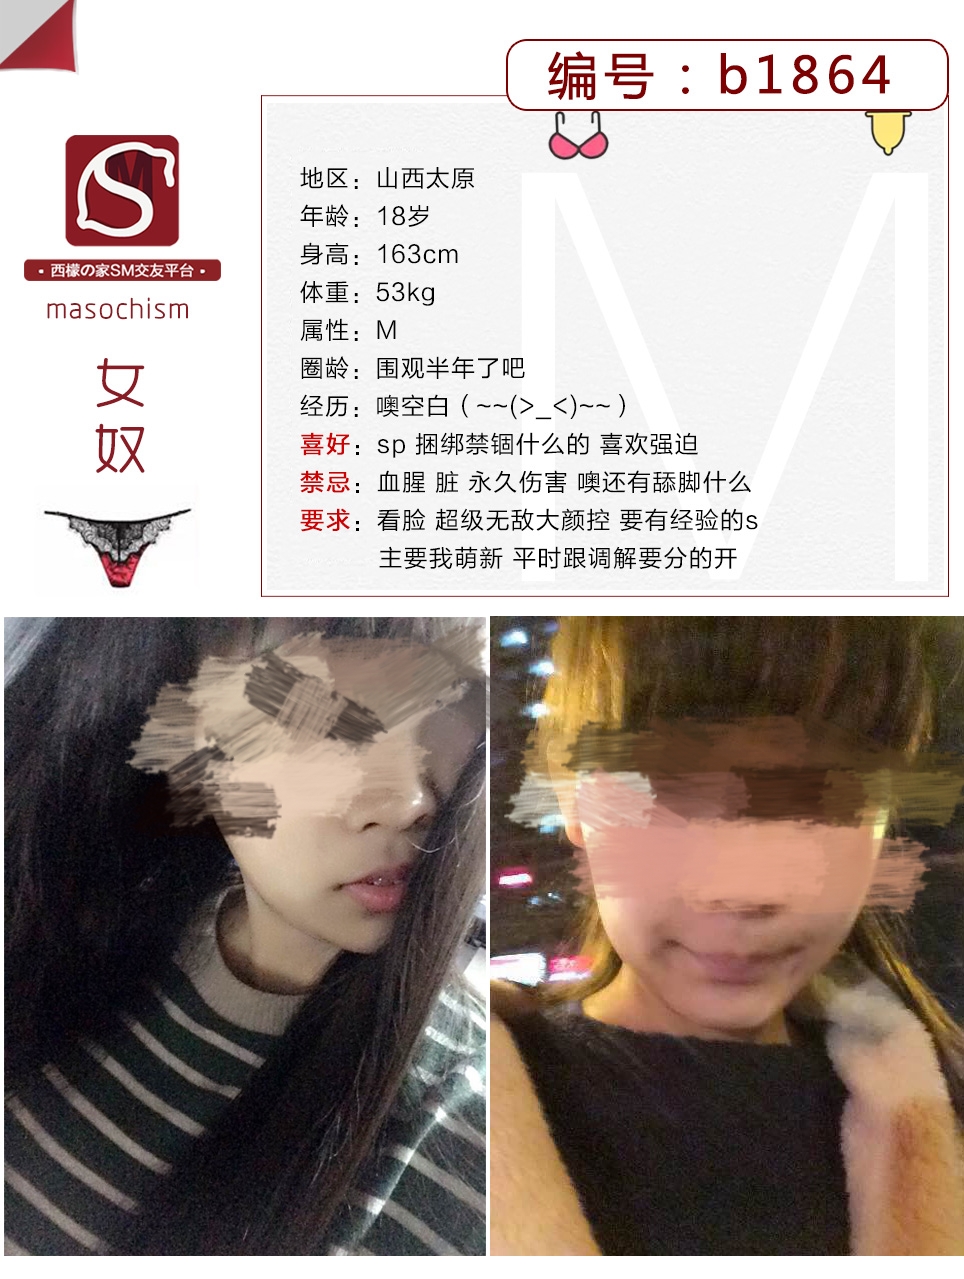 编号：b1864
SM
西檬の家SM交友平台
masochism
女
奴
M
地区：山西太原
年龄：18岁
身高：163cm
体重：53kg
属性：M
圈龄：围观半年了吧
经历：噢空白（~~(>_<)~~）
喜好：sp 捆绑禁锢什么的 喜欢强迫
禁忌：血腥 脏 永久伤害 噢还有舔脚什么
要求：看脸 超级无敌大颜控 要有经验的s
主要我萌新 平时跟调解要分的开